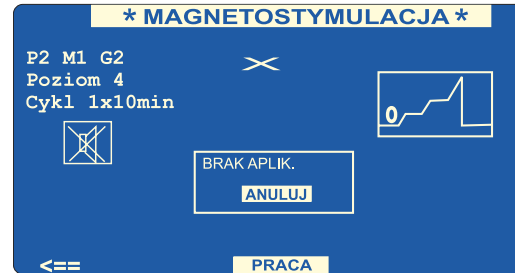 * MAGNETOSTYMULACJA *
P2 M1 G2
Poziom 4
Cykl 1x10min
0
BRAK APLIK.
ANULUJ
<==
PRACA